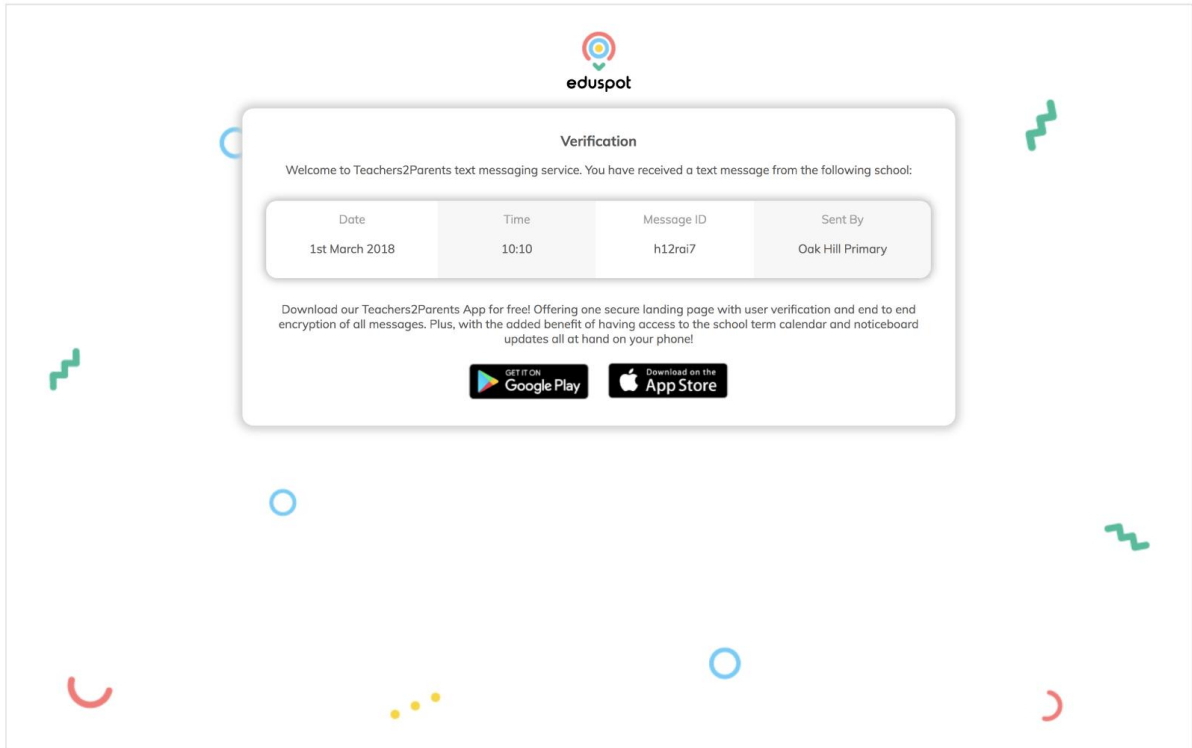 eduspot
Verification
Welcome to Teachers2Parents text messaging service. You have received a text message from the following school:
Date Time Message ID Sent By
1st March 2018 10:10 h12rai7 Oak Hill Primary
Download our Teachers2Parents App for free! Offering one secure landing page with user verification and end to end
encryption of all messages. Plus, with the added benefit of having access to the school term calendar and noticeboard
updates all at hand on your phone!
GET IT ON Download on the
Google Play App Store